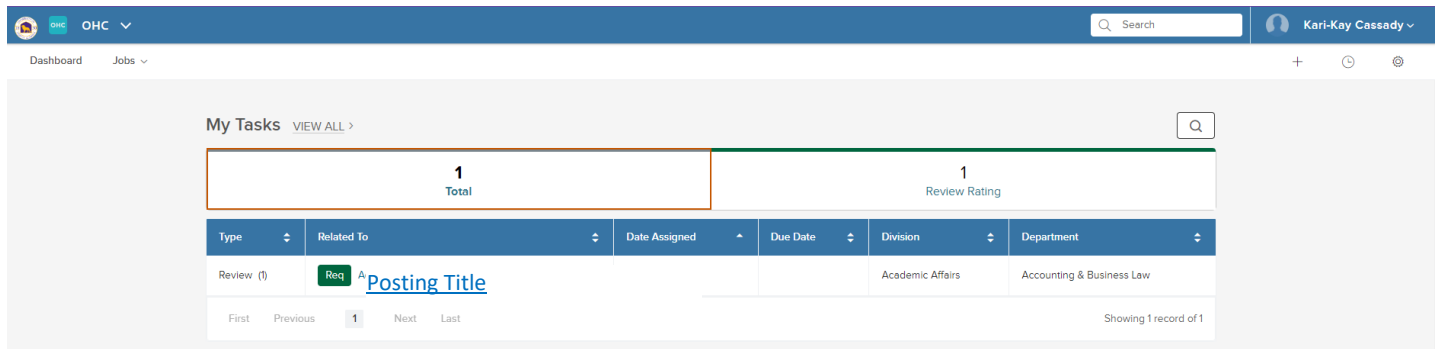 OHC OHC Search Kari-Kay Cassady
Dashboard Jobs
My Tasks VIEW ALL >
1 1
Total Review Rating
Type Related To Date Assigned Due Date Division Department
Review (1) Req Posting Title Academic Affairs Accounting & Business Law
First Previous 1 Next Last Showing 1 record of 1